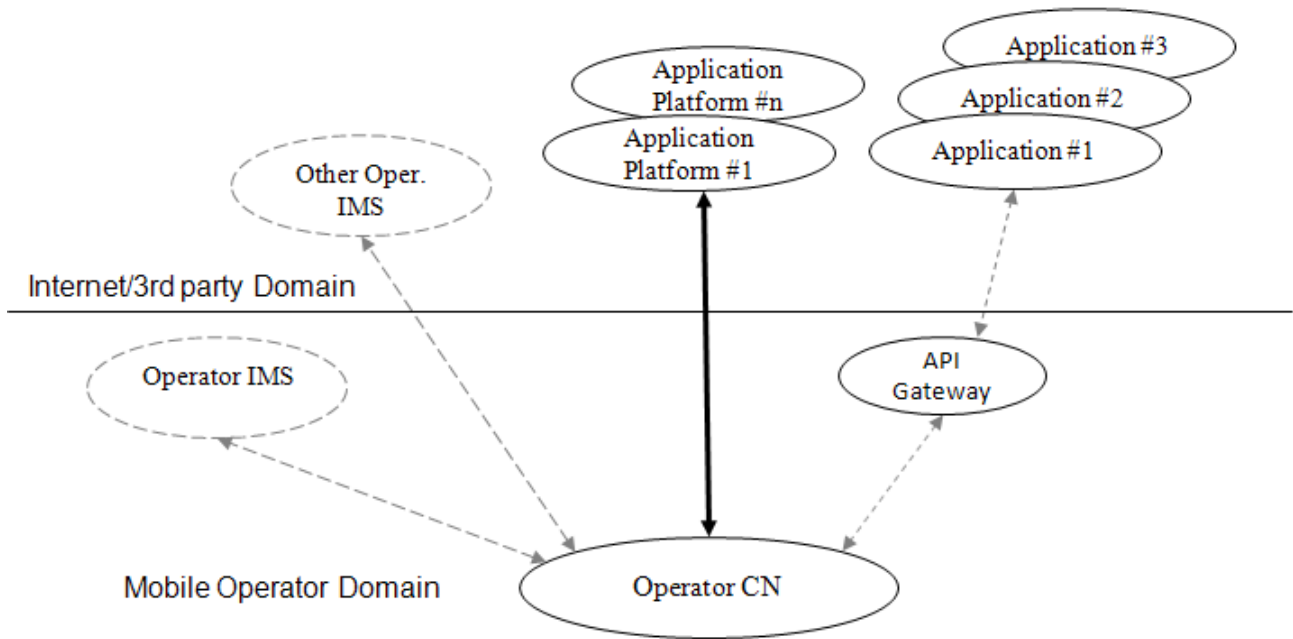 Application #3
Application
Platform #n
Application #2
Application
Platform #1
Application #1
Other Oper.
IMS
Internet/3rd party Domain
Operator IMS
API
Gateway
Mobile Operator Domain
Operator CN